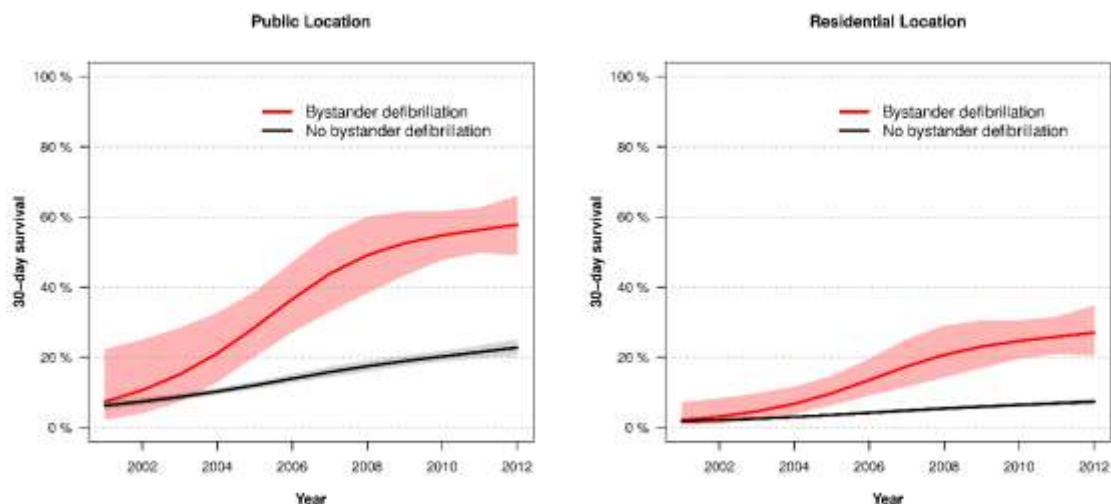 Public Location
100 %
80 %
60 %
40 %
20 %
0 %
30-day survival
Bystander defibrillation
No bystander defibrillation
2002 2004 2006 2008 2010 2012
Year
Residential Location
100 %
80 %
60 %
40 %
20 %
0 %
30-day survival
Bystander defibrillation
No bystander defibrillation
2002 2004 2006 2008 2010 2012
Year